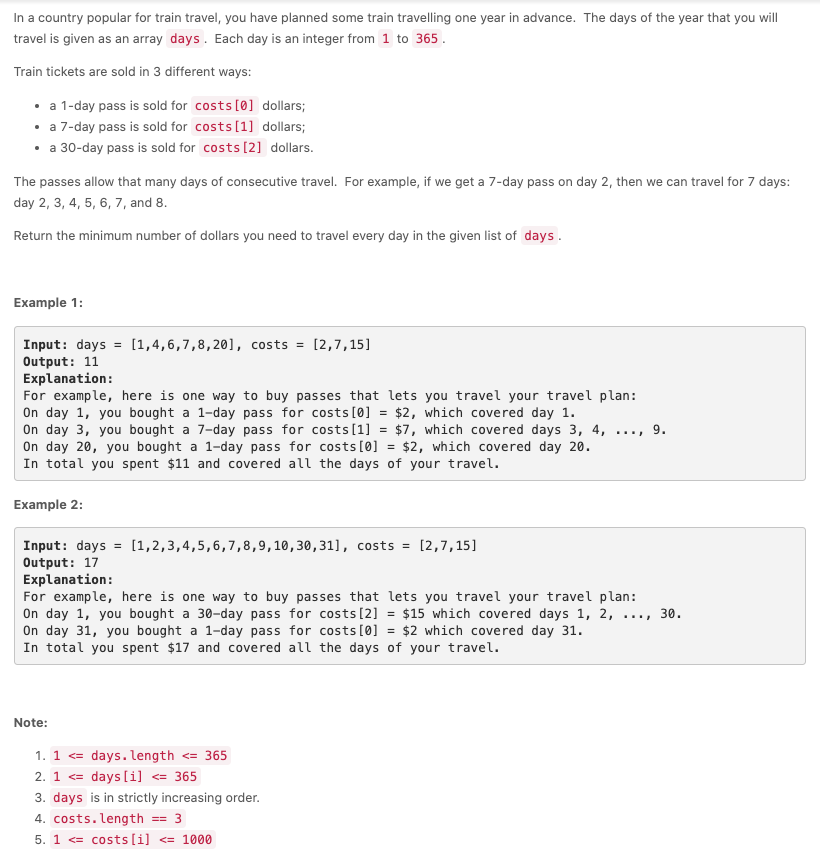 In a country popular for train travel, you have planned some train travelling one year in advance.  The days of the year that you will
travel is given as an array days.  Each day is an integer from 1 to 365.
Train tickets are sold in 3 different ways:
• a 1-day pass is sold for costs[0] dollars;
• a 7-day pass is sold for costs[1] dollars;
• a 30-day pass is sold for costs[2] dollars.
The passes allow that many days of consecutive travel.  For example, if we get a 7-day pass on day 2, then we can travel for 7 days:
day 2, 3, 4, 5, 6, 7, and 8.
Return the minimum number of dollars you need to travel every day in the given list of days.
Example 1:
Input: days = [1,4,6,7,8,20], costs = [2,7,15]
Output: 11
Explanation:
For example, here is one way to buy passes that lets you travel your travel plan:
On day 1, you bought a 1-day pass for costs[0] = $2, which covered day 1.
On day 3, you bought a 7-day pass for costs[1] = $7, which covered days 3, 4, ..., 9.
On day 20, you bought a 1-day pass for costs[0] = $2, which covered day 20.
In total you spent $11 and covered all the days of your travel.
Example 2:
Input: days = [1,2,3,4,5,6,7,8,9,10,30,31], costs = [2,7,15]
Output: 17
Explanation:
For example, here is one way to buy passes that lets you travel your travel plan:
On day 1, you bought a 30-day pass for costs[2] = $15 which covered days 1, 2, ..., 30.
On day 31, you bought a 1-day pass for costs[0] = $2 which covered day 31.
In total you spent $17 and covered all the days of your travel.
Note:
1. 1 <= days.length <= 365
2. 1 <= days[i] <= 365
3. days is in strictly increasing order.
4. costs.length == 3
5. 1 <= costs[i] <= 1000